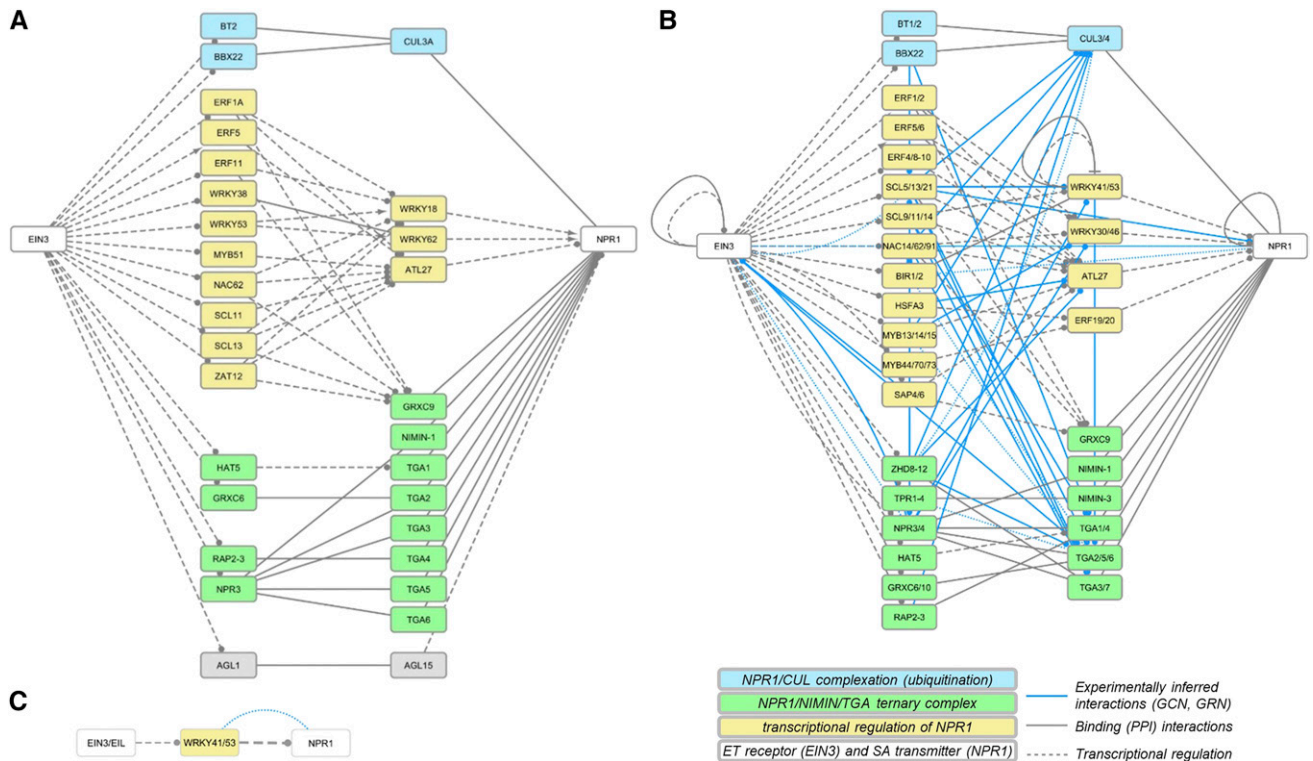 A
BT2
BBX22
CUL3A
ERF1A
ERF5
ERF11
WRKY38
WRKY53
MYB51
NAC62
SCL11
SCL13
ZAT12
EIN3
WRKY18
WRKY62
ATL27
NPR1
HAT5
GRXC6
RAP2-3
NPR3
AGL1
GRXC9
NIMIN-1
TGA1
TGA2
TGA3
TGA4
TGA5
TGA6
AGL15
B
BT1/2
BBX22
CUL3/4
ERF1/2
ERF5/6
ERF4/8-10
SCL5/13/21
SCL9/11/14
NAC14/62/91
BIR1/2
HSFA3
MYB13/14/15
MYB44/70/73
SAP4/6
EIN3
WRKY41/53
WRKY30/46
ATL27
ERF19/20
NPR1
ZHD8-12
TPR1-4
NPR3/4
HAT5
GRXC6/10
RAP2-3
GRXC9
NIMIN-1
NIMIN-3
TGA1/4
TGA2/5/6
TGA3/7
C
EIN3/EIL
WRKY41/53
NPR1
NPR1/CUL complexation (ubiquitination)
NPR1/NIMIN/TGA ternary complex
transcriptional regulation of NPR1
ET receptor (EIN3) and SA transmitter (NPR1)
Experimentally inferred
interactions (GCN, GRN)
Binding (PPI) interactions
Transcriptional regulation